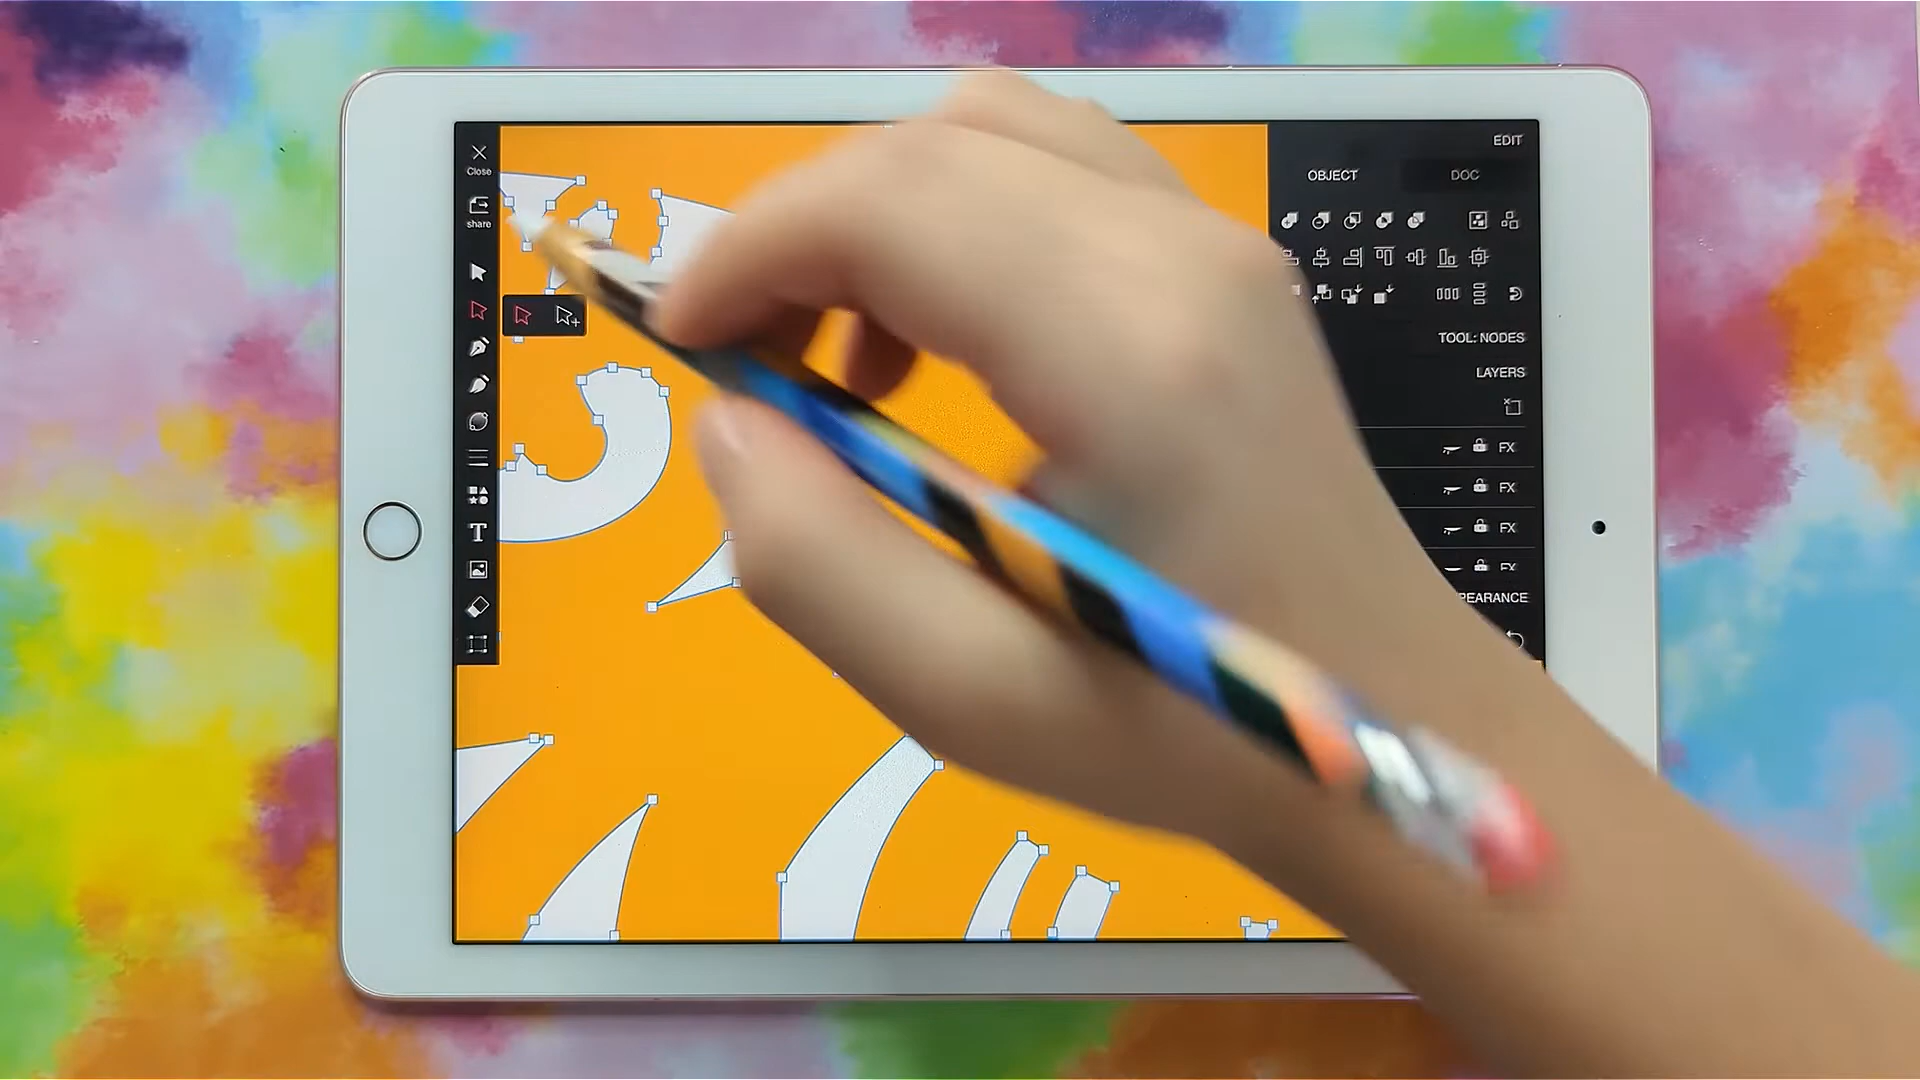 Close
share
T
EDIT
OBJECT DOC
TOOL: NODES
LAYERS
FX
FX
FX
FX
PEARANCE